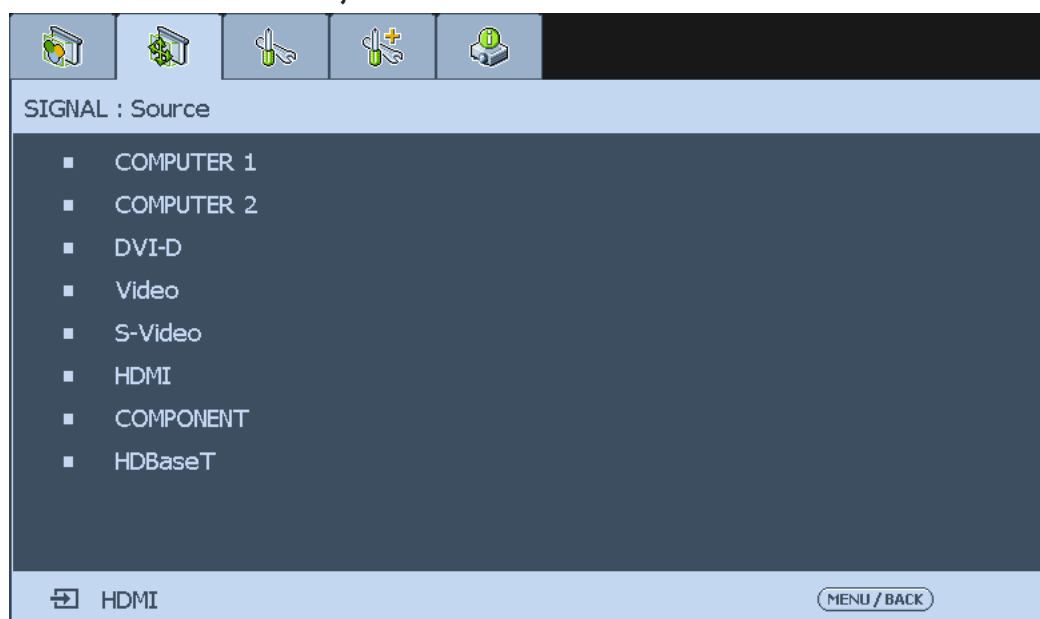 SIGNAL : Source
COMPUTER 1
COMPUTER 2
DVI-D
Video
S-Video
HDMI
COMPONENT
HDBaseT
HDMI MENU / BACK